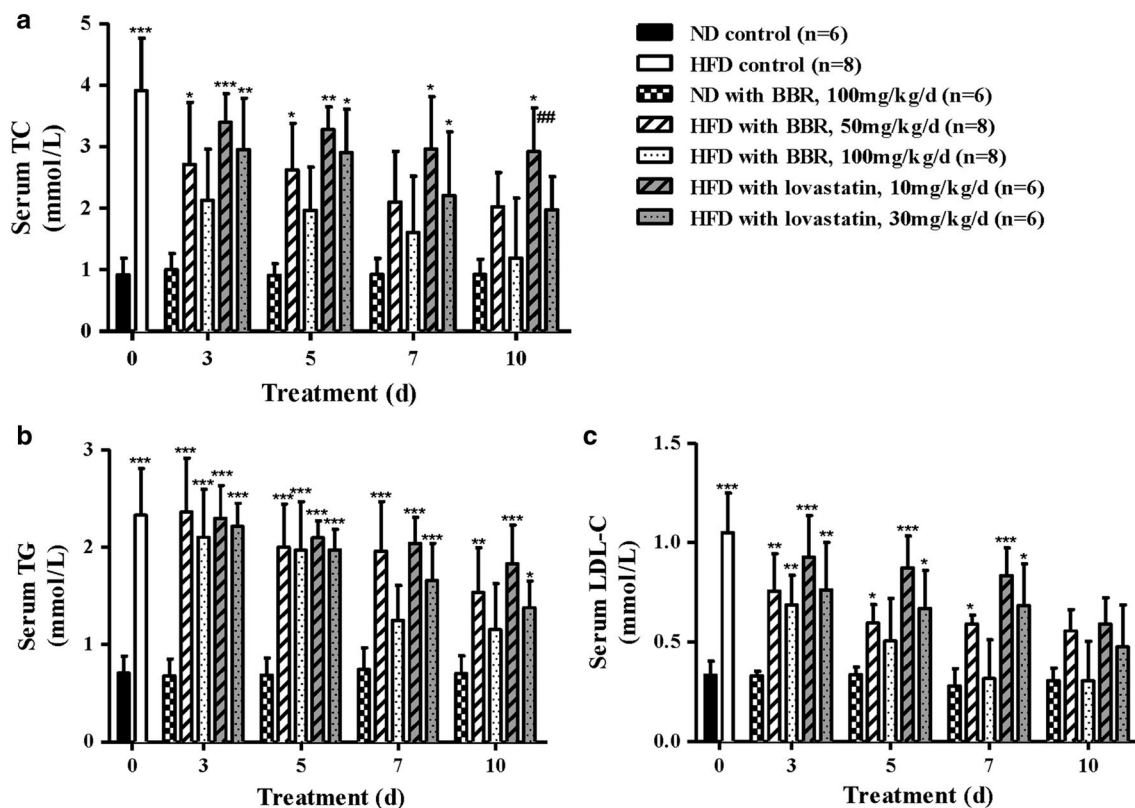 a
5
4
3
2
1
0
Serum TC
(mmol/L)
***
* *** **
* ** *
* *
*
##
0 3 5 7 10
Treatment (d)
ND control (n=6)
HFD control (n=8)
ND with BBR, 100mg/kg/d (n=6)
HFD with BBR, 50mg/kg/d (n=8)
HFD with BBR, 100mg/kg/d (n=8)
HFD with lovastatin, 10mg/kg/d (n=6)
HFD with lovastatin, 30mg/kg/d (n=6)
b
3
2
1
0
Serum TG
(mmol/L)
***
*** *** *** ***
*** *** *** ***
*** *** **
** *** *
0 3 5 7 10
Treatment (d)
c
1.5
1.0
0.5
0.0
Serum LDL-C
(mmol/L)
***
** ** *** **
* *** *
* *** *
0 3 5 7 10
Treatment (d)